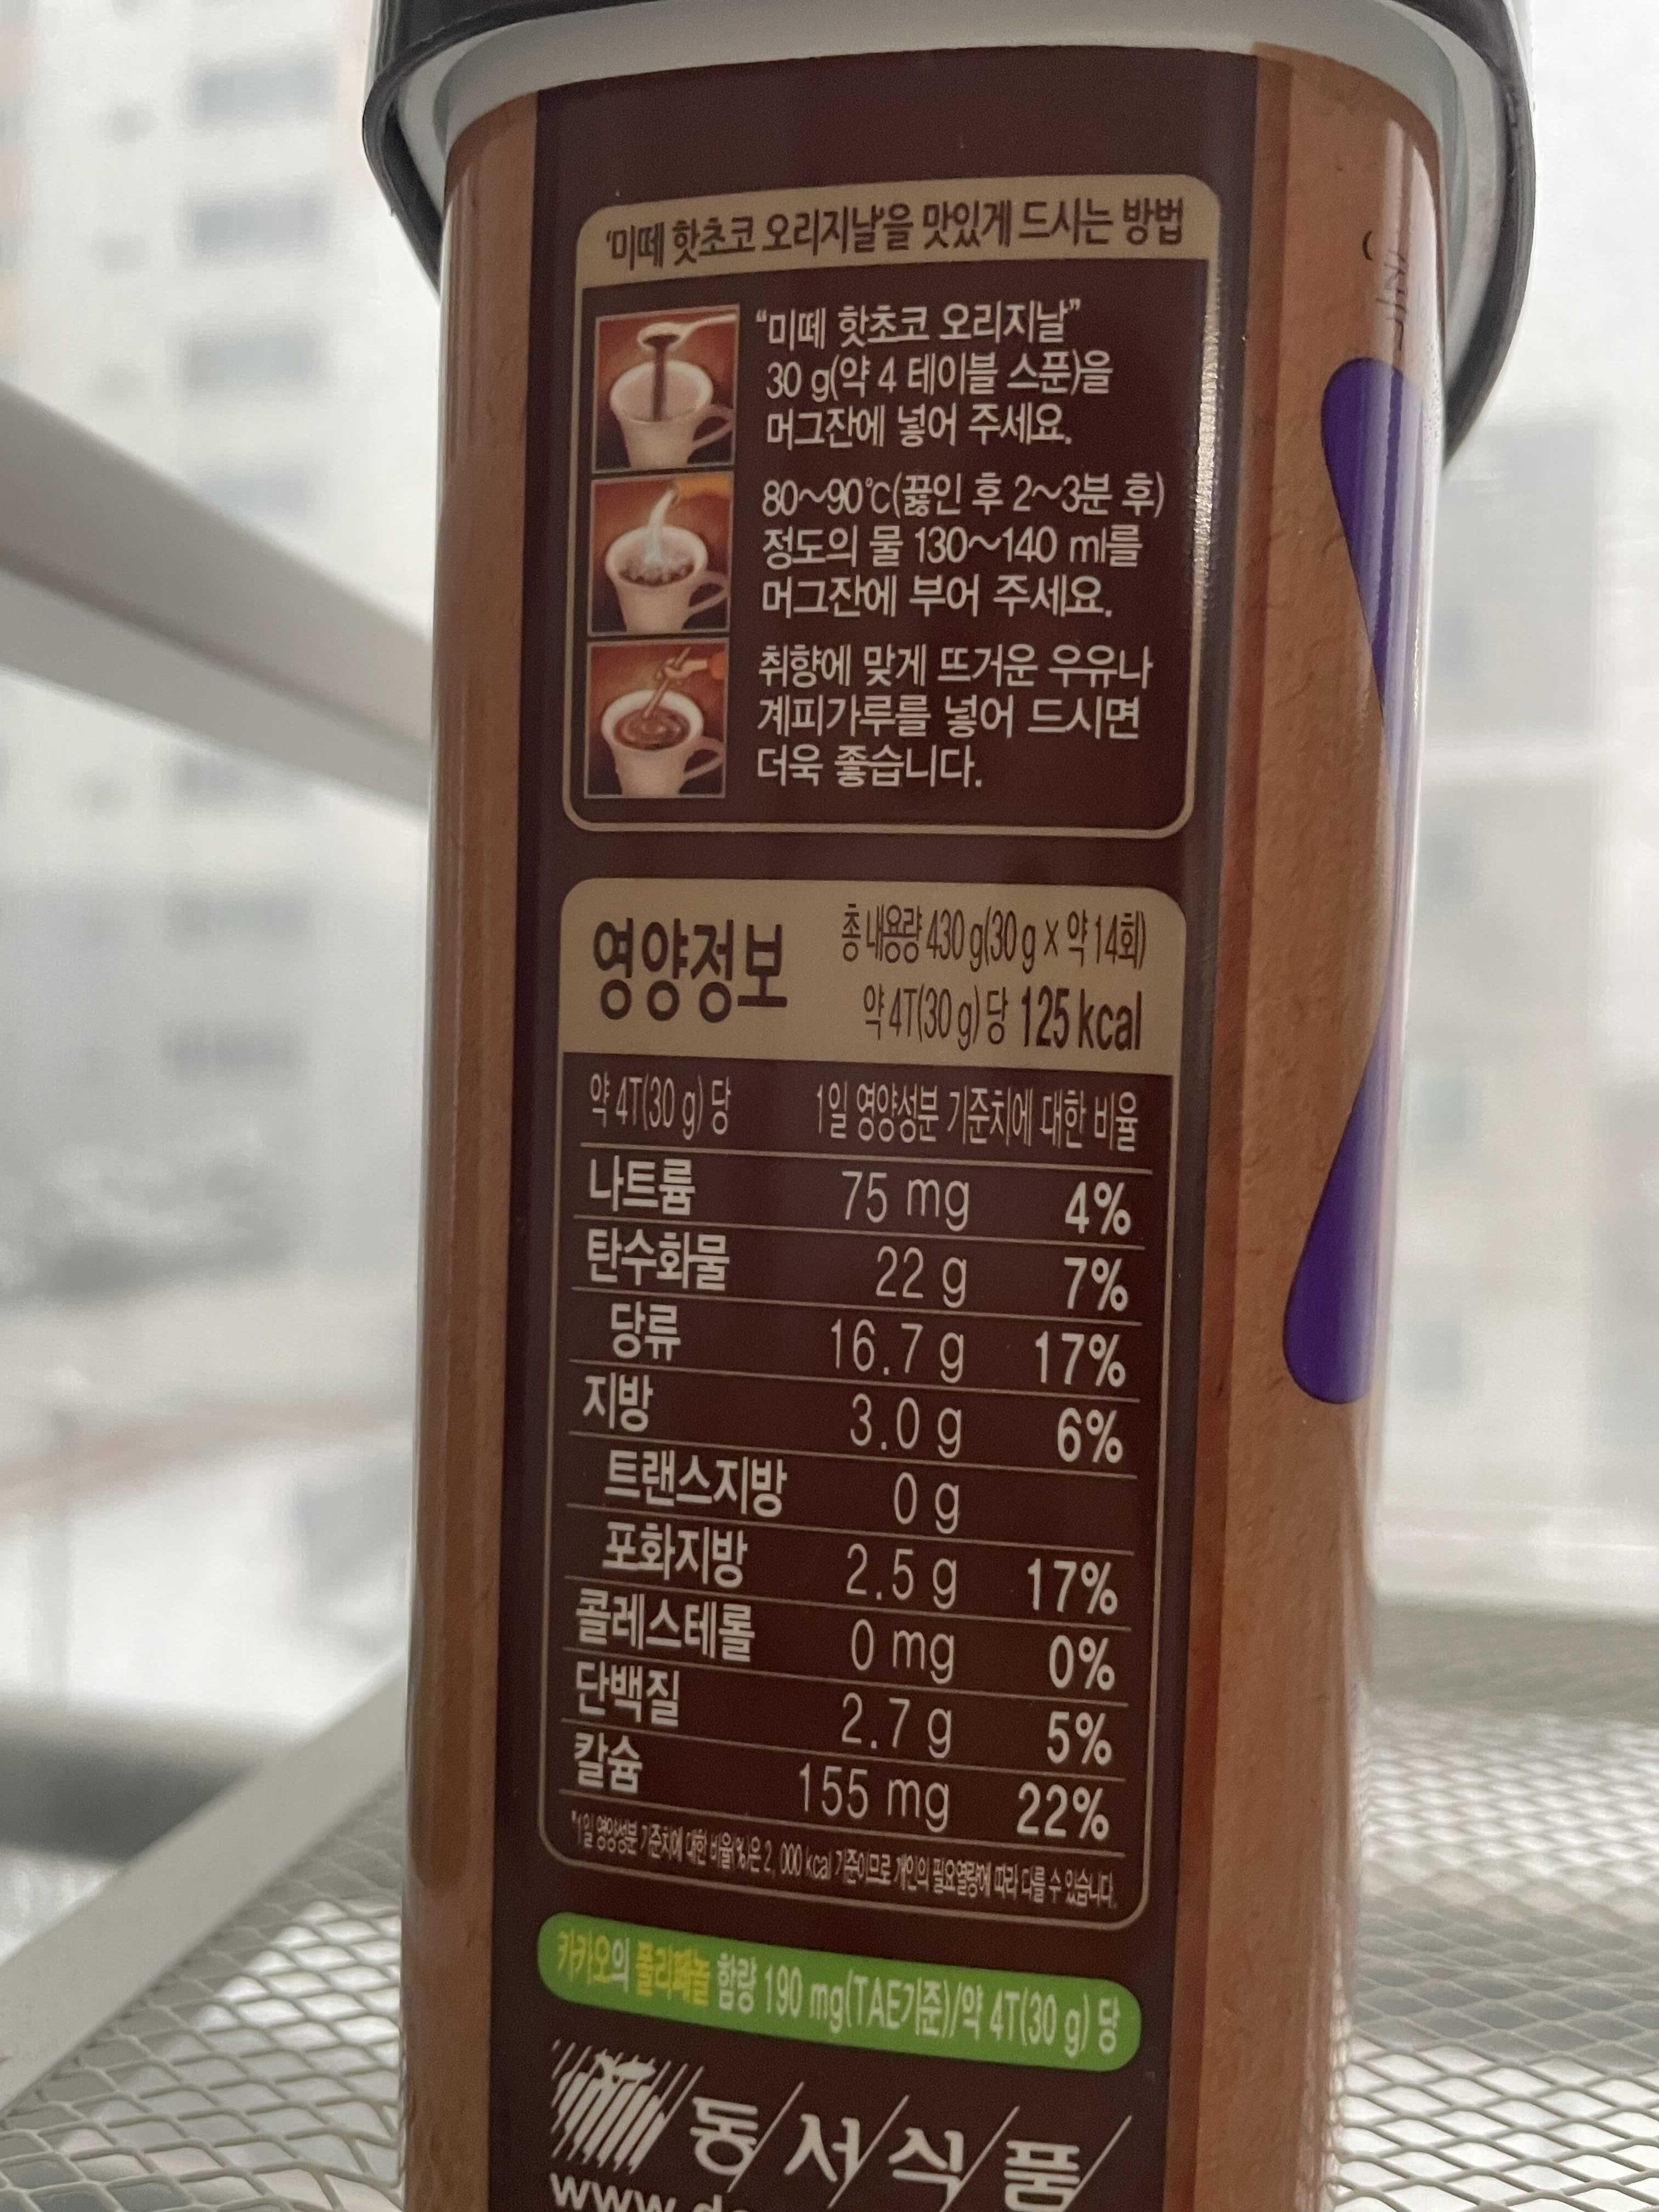 '미떼 핫초코 오리지날'을 맛있게 드시는 방법
"미떼 핫초코 오리지날"
30 g(약 4 테이블 스푼)을
머그잔에 넣어 주세요.
80~90℃(끓인 후 2~3분 후)
정도의 물 130~140 ml를
머그잔에 부어 주세요.
취향에 맞게 뜨거운 우유나
계피가루를 넣어 드시면
더욱 좋습니다.
영양정보
총 내용량 430 g(30 g x 약 14회)
약 4T(30 g)당 125 kcal
약 4T(30 g) 당 1일 영양성분 기준치에 대한 비율
나트륨 75 mg 4%
탄수화물 22 g 7%
당류 16.7 g 17%
지방 3.0 g 6%
트랜스지방 0 g
포화지방 2.5 g 17%
콜레스테롤 0 mg 0%
단백질 2.7 g 5%
칼슘 155 mg 22%
*1일 영양성분 기준치에 대한 비율(%)은 2, 000 kcal 기준이므로 개인의 필요열량에 따라 다를 수 있습니다.
카카오의 폴리페놀 함량 190 mg(TAE기준)/약 4T(30 g) 당
동서식품